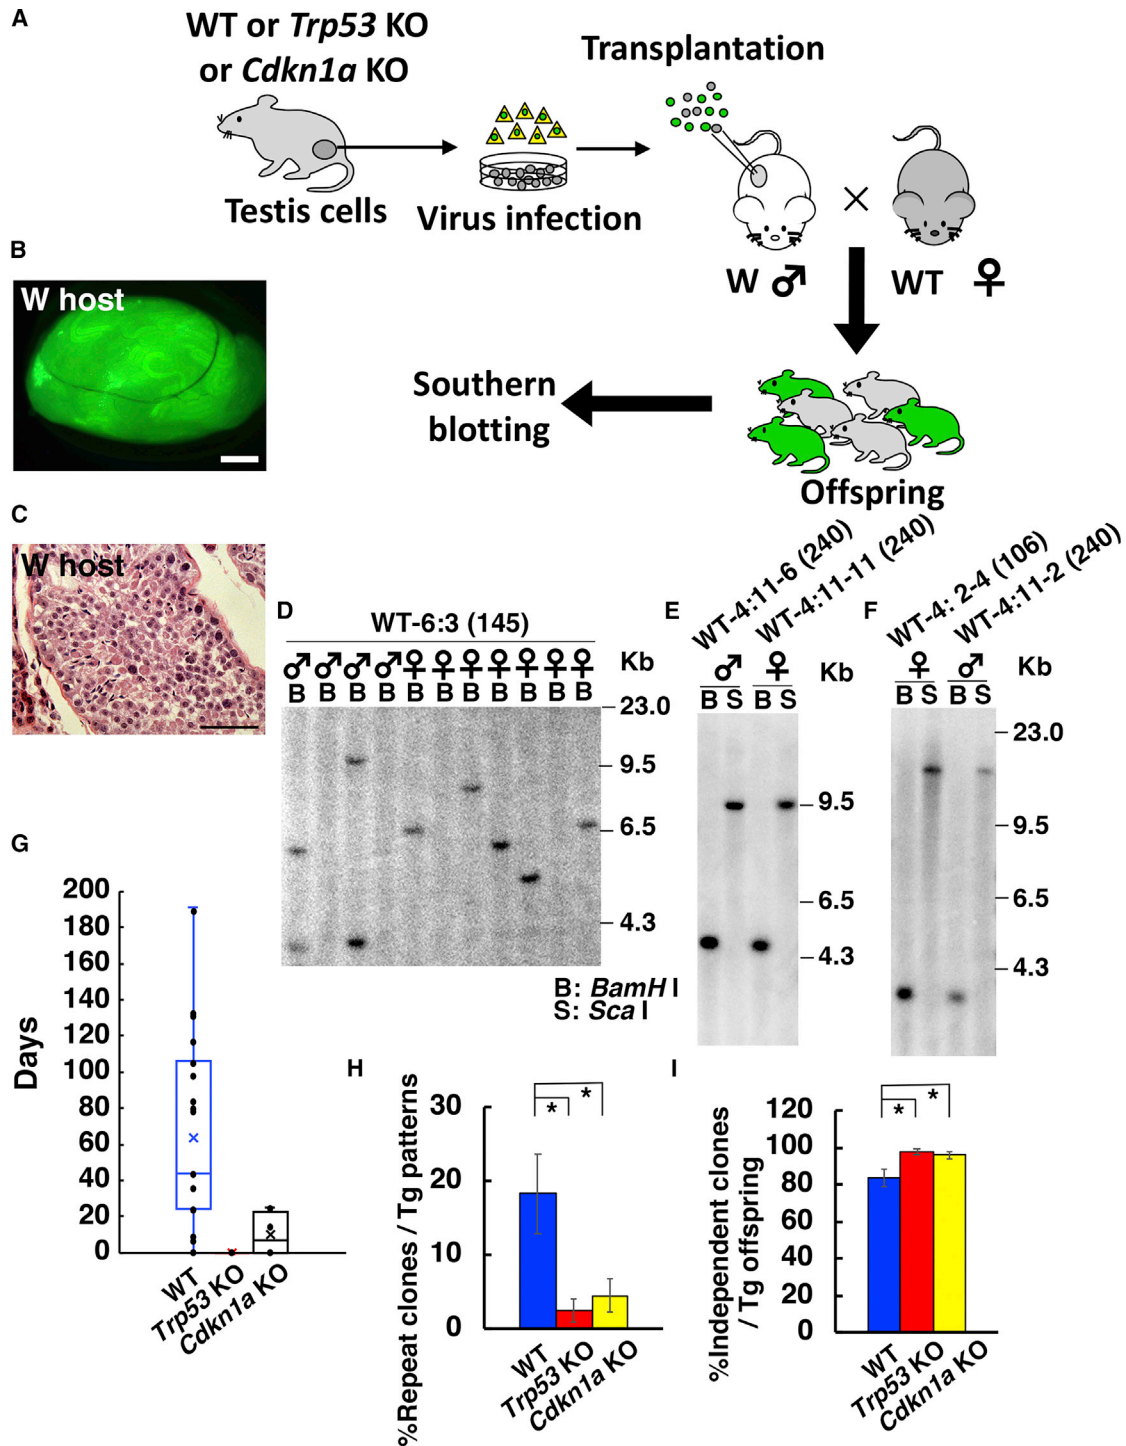 A
WT or Trp53 KO
or Cdkn1a KO
Testis cells
Virus infection
Transplantation
×
W ♂
WT ♀
Offspring
Southern
blotting
B
W host
C
W host
D
WT-6:3 (145)
♂ ♂ ♂ ♂ ♀ ♀ ♀ ♀ ♀ ♀ ♀
B B B B B B B B B B B
Kb
23.0
9.5
6.5
4.3
B: BamH I
S: Sca I
E
WT-4:11-6 (240)
WT-4:11-11 (240)
♂ ♀
B S B S
Kb
9.5
6.5
4.3
F
WT-4: 2-4 (106)
WT-4:11-2 (240)
♀ ♂
B S B S
Kb
23.0
9.5
6.5
4.3
G
Days
200
180
160
140
120
100
80
60
40
20
0
WT
Trp53 KO
Cdkn1a KO
H
%Repeat clones / Tg patterns
30
20
10
0
* *
WT
Trp53 KO
Cdkn1a KO
I
%Independent clones
/ Tg offspring
120
100
80
60
40
20
0
* *
WT
Trp53 KO
Cdkn1a KO